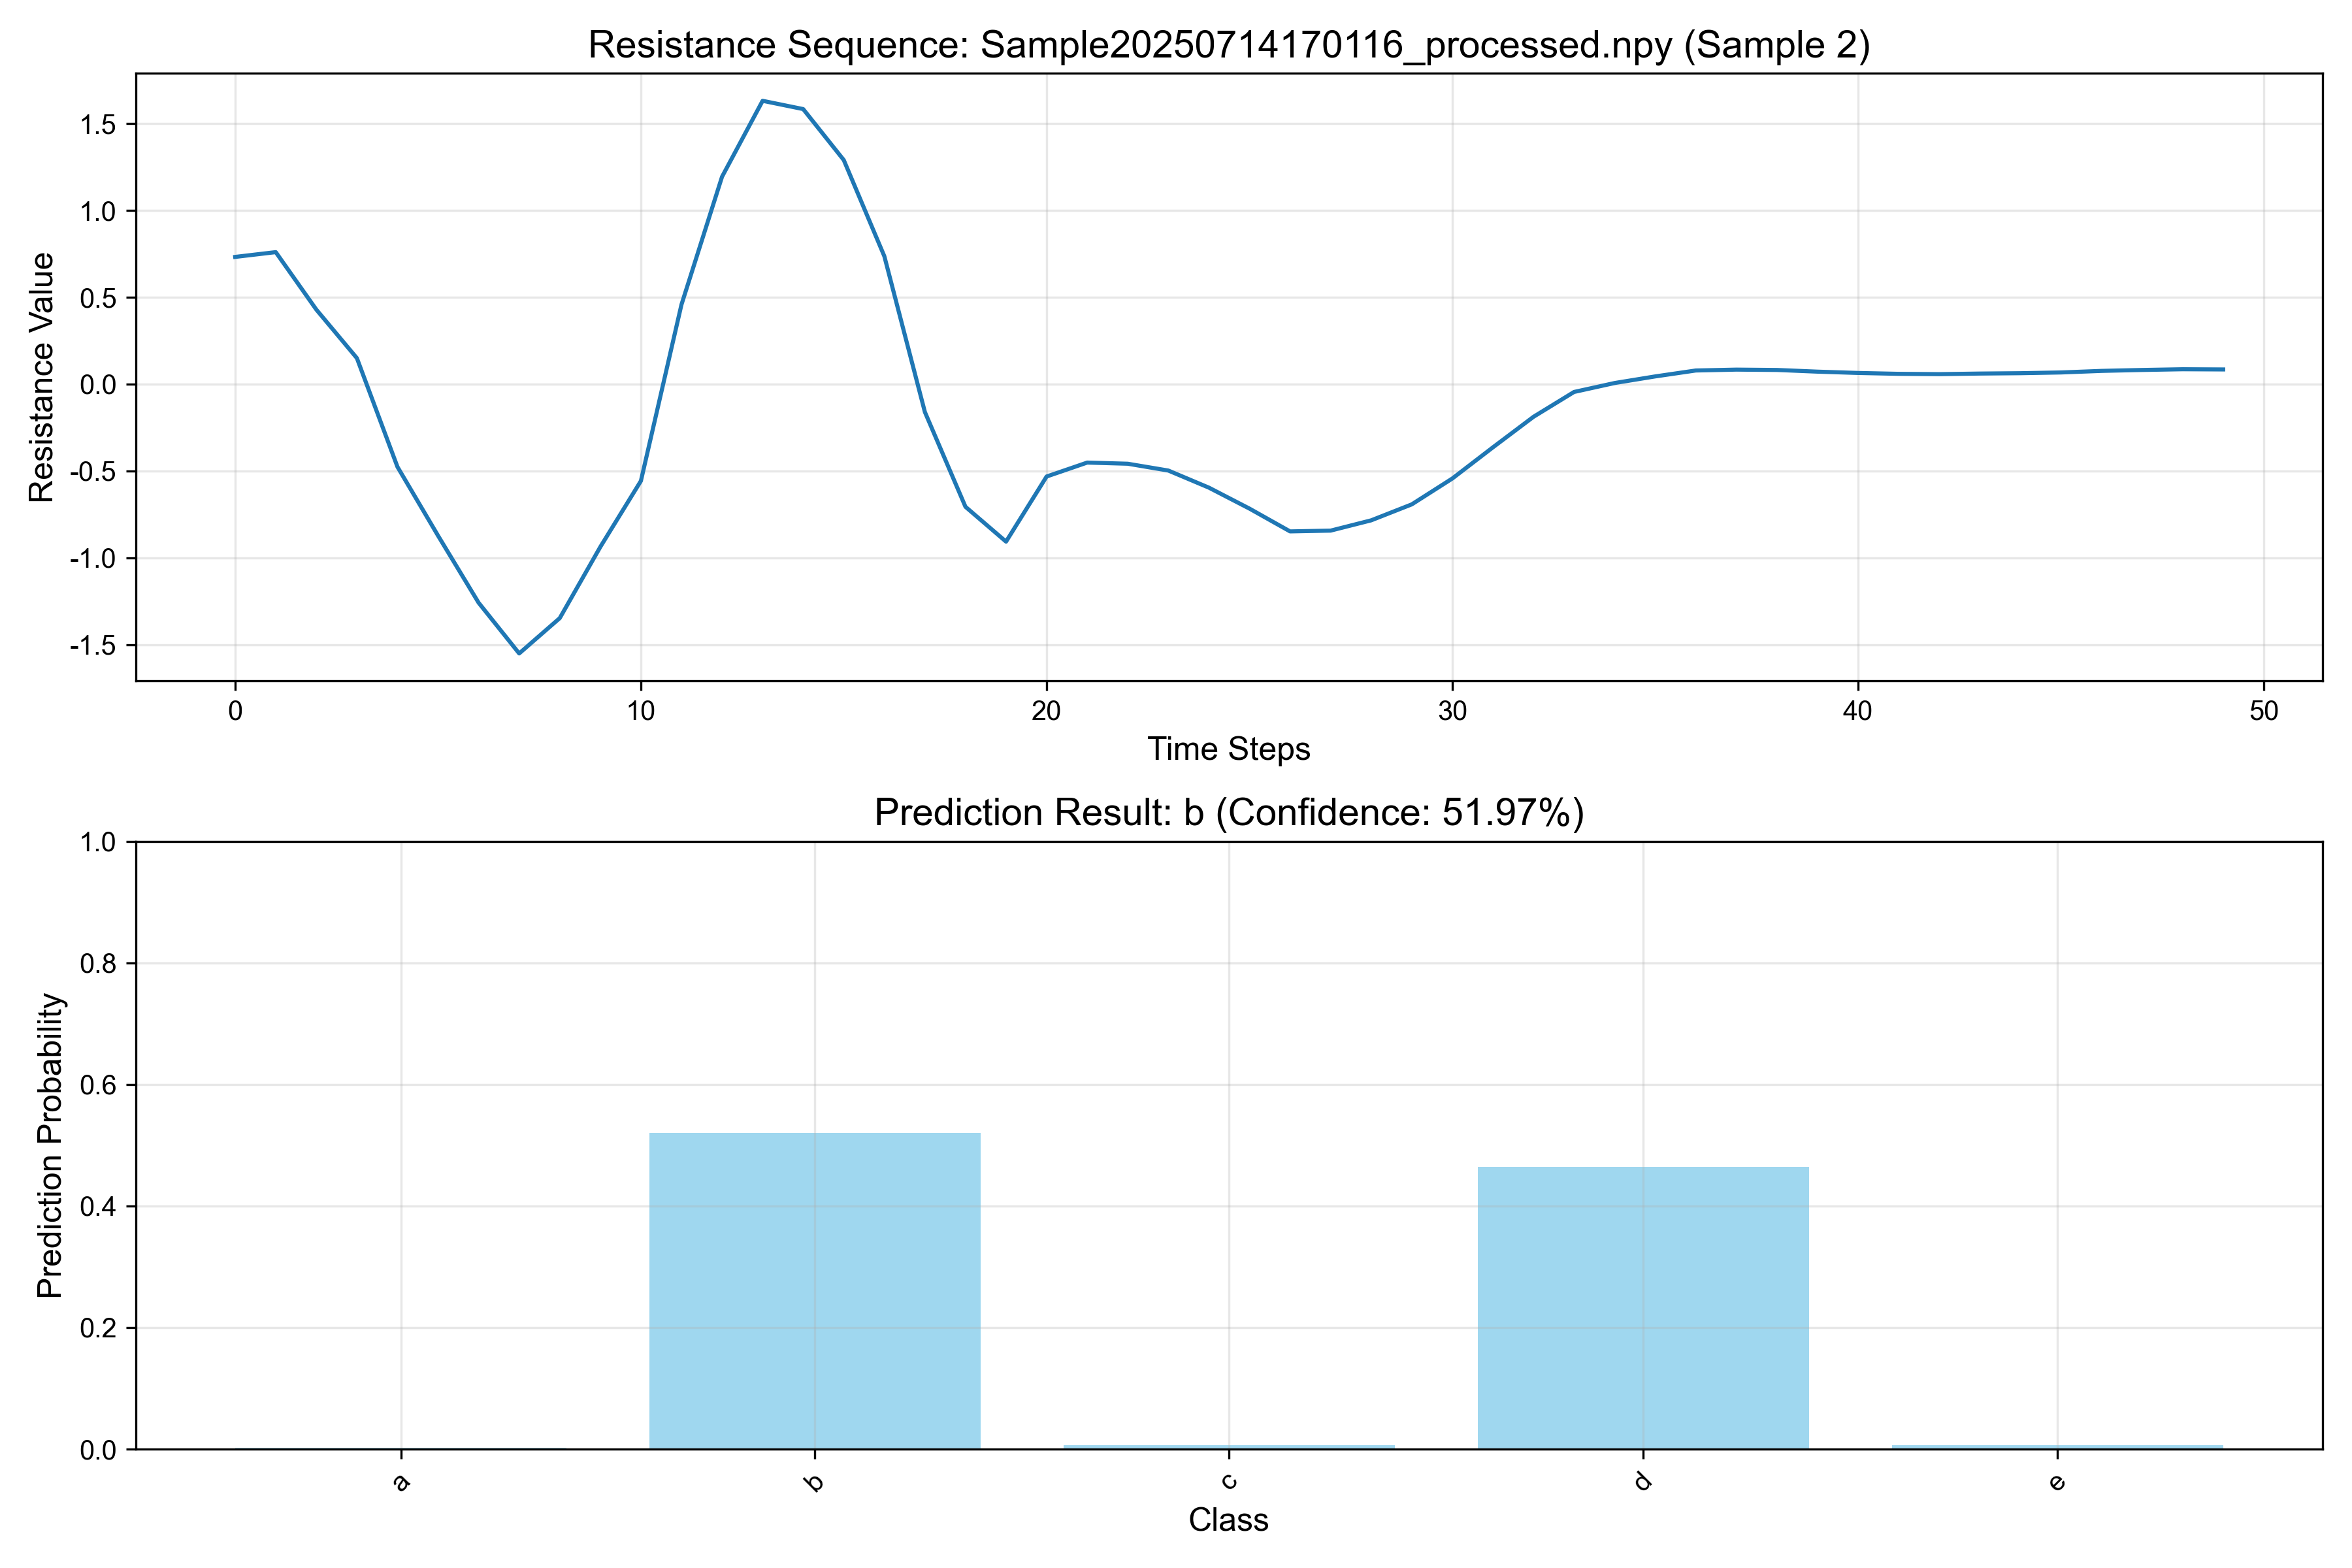 Resistance Sequence: Sample20250714170116_processed.npy (Sample 2)
Resistance Value
1.5
1.0
0.5
0.0
-0.5
-1.0
-1.5
0 10 20 30 40 50
Time Steps
Prediction Result: b (Confidence: 51.97%)
Prediction Probability
1.0
0.8
0.6
0.4
0.2
0.0
a b c d e
Class